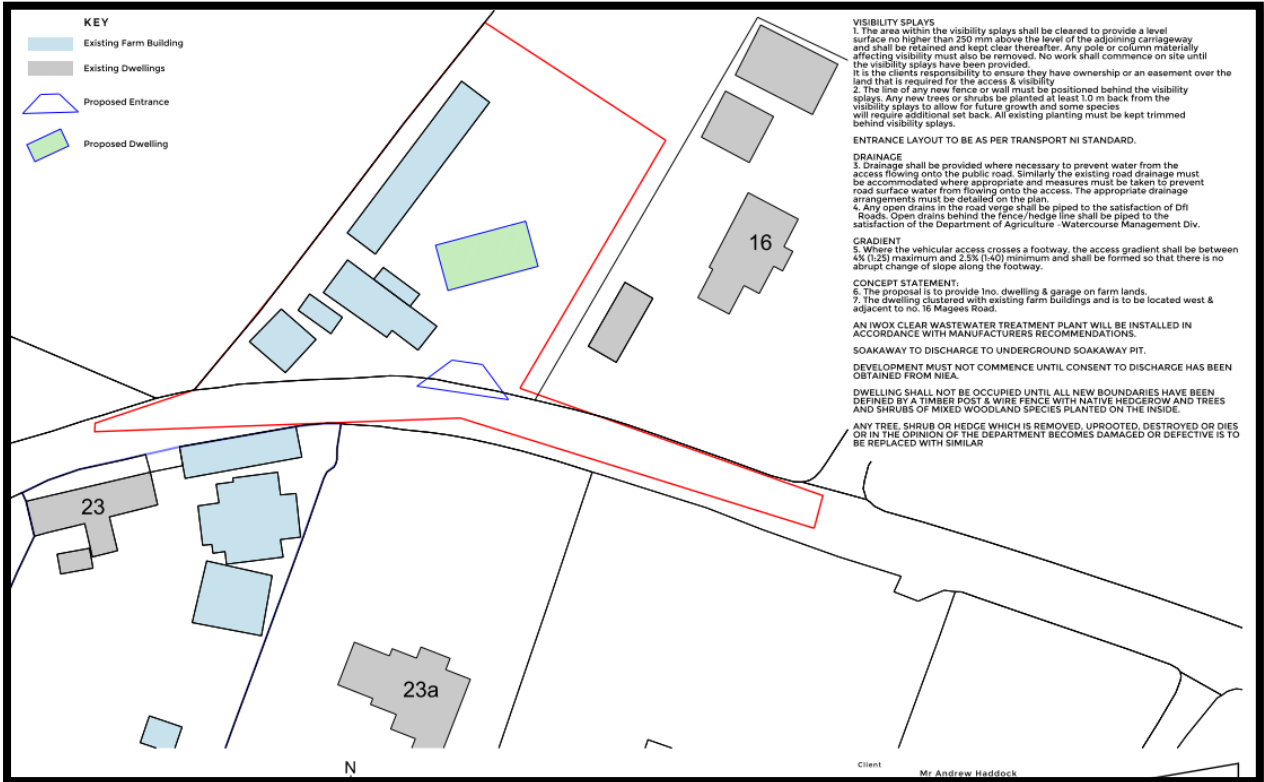 KEY
Existing Farm Building
Existing Dwellings
Proposed Entrance
Proposed Dwelling
VISIBILITY SPLAYS
1. The area within the visibility splays shall be cleared to provide a level
surface no higher than 250 mm above the level of the adjoining carriageway
and shall be retained and kept clear thereafter. Any pole or column materially
affecting visibility must also be removed. No work shall commence on site until
the visibility splays have been provided.
It is the clients responsibility to ensure they have ownership or an easement over the
land that is required for the access & visibility
2. The line of any new fence or wall must be positioned behind the visibility
splays. Any new trees or shrubs be planted at least 1.0 m back from the
visibility splays to allow for future growth and some species
will require additional set back. All existing planting must be kept trimmed
behind visibility splays.
ENTRANCE LAYOUT TO BE AS PER TRANSPORT NI STANDARD.
DRAINAGE
3. Drainage shall be provided where necessary to prevent water from the
access flowing onto the public road. Similarly the existing road drainage must
be accommodated where appropriate and measures must be taken to prevent
road surface water from flowing onto the access. The appropriate drainage
arrangements must be detailed on the plan.
4. Any open drains in the road verge shall be piped to the satisfaction of DfI
Roads. Open drains behind the fence/hedge line shall be piped to the
satisfaction of the Department of Agriculture -Watercourse Management Div.
GRADIENT
5. Where the vehicular access crosses a footway, the access gradient shall be between
4% (1:25) maximum and 2.5% (1:40) minimum and shall be formed so that there is no
abrupt change of slope along the footway.
CONCEPT STATEMENT:
6. The proposal is to provide 1no. dwelling & garage on farm lands.
7. The dwelling clustered with existing farm buildings and is to be located west &
adjacent to no. 16 Magees Road.
AN IWOX CLEAR WASTEWATER TREATMENT PLANT WILL BE INSTALLED IN
ACCORDANCE WITH MANUFACTURERS RECOMMENDATIONS.
SOAKAWAY TO DISCHARGE TO UNDERGROUND SOAKAWAY PIT.
DEVELOPMENT MUST NOT COMMENCE UNTIL CONSENT TO DISCHARGE HAS BEEN
OBTAINED FROM NIEA.
DWELLING SHALL NOT BE OCCUPIED UNTIL ALL NEW BOUNDARIES HAVE BEEN
DEFINED BY A TIMBER POST & WIRE FENCE WITH NATIVE HEDGEROW AND TREES
AND SHRUBS OF MIXED WOODLAND SPECIES PLANTED ON THE INSIDE.
ANY TREE, SHRUB OR HEDGE WHICH IS REMOVED, UPROOTED, DESTROYED OR DIES
OR IN THE OPINION OF THE DEPARTMENT BECOMES DAMAGED OR DEFECTIVE IS TO
BE REPLACED WITH SIMILAR
16
23
23a
N
Client
Mr Andrew Haddock